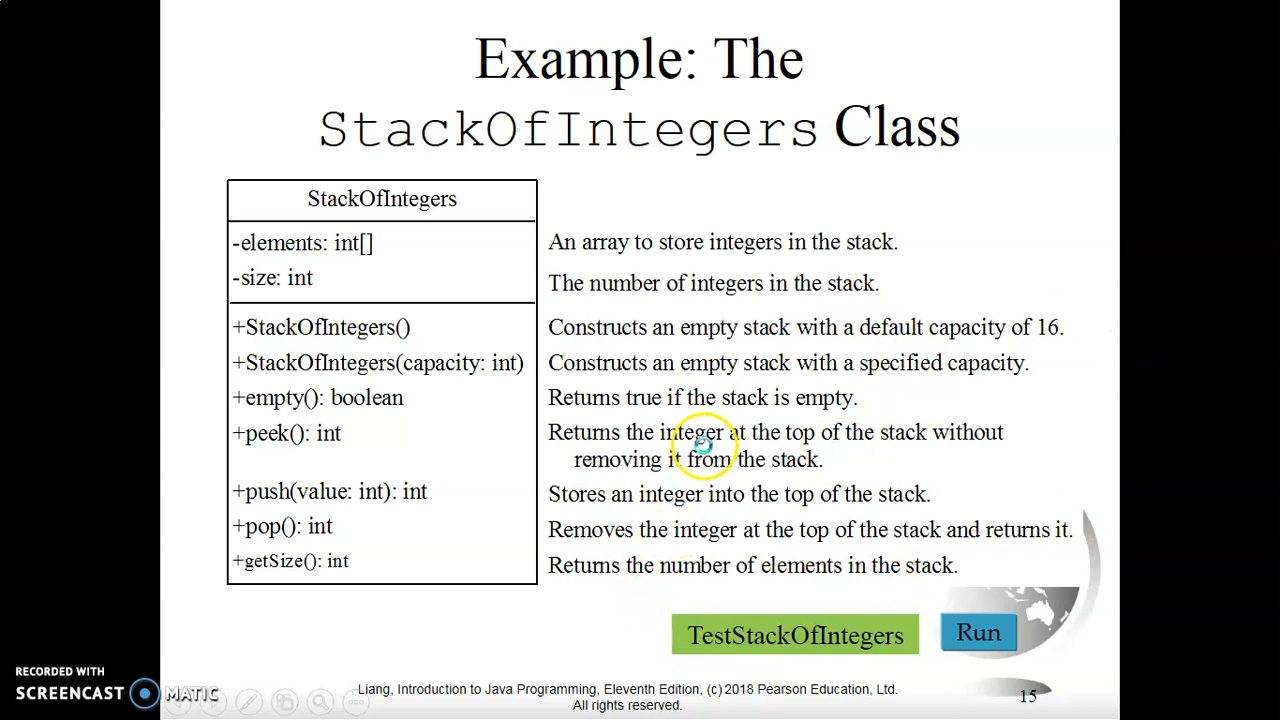 Example: The
StackOfIntegers Class
StackOfIntegers
-elements: int[]
An array to store integers in the stack.
-size: int
The number of integers in the stack.
+StackOfIntegers()
Constructs an empty stack with a default capacity of 16.
+StackOfIntegers(capacity: int)
Constructs an empty stack with a specified capacity.
+empty(): boolean
Returns true if the stack is empty.
+peek(): int
Returns the integer at the top of the stack without
removing it from the stack.
+push(value: int): int
Stores an integer into the top of the stack.
+pop(): int
Removes the integer at the top of the stack and returns it.
+getSize(): int
Returns the number of elements in the stack.
TestStackOfIntegers
Run
RECORDED WITH
SCREENCAST MATIC
Liang, Introduction to Java Programming, Eleventh Edition, (c) 2018 Pearson Education, Ltd.
All rights reserved.
15